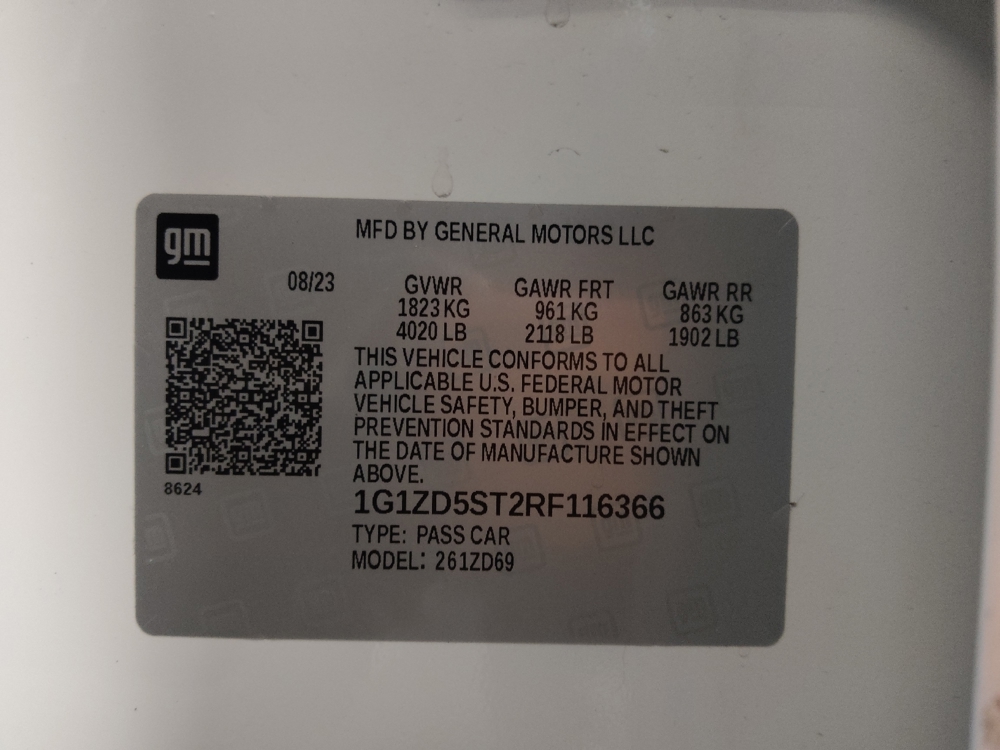 gm
MFD BY GENERAL MOTORS LLC
08/23 GVWR GAWR FRT GAWR RR
1823 KG 961 KG 863 KG
4020 LB 2118 LB 1902 LB
THIS VEHICLE CONFORMS TO ALL
APPLICABLE U.S. FEDERAL MOTOR
VEHICLE SAFETY, BUMPER, AND THEFT
PREVENTION STANDARDS IN EFFECT ON
THE DATE OF MANUFACTURE SHOWN
ABOVE.
8624
1G1ZD5ST2RF116366
TYPE: PASS CAR
MODEL: 261ZD69